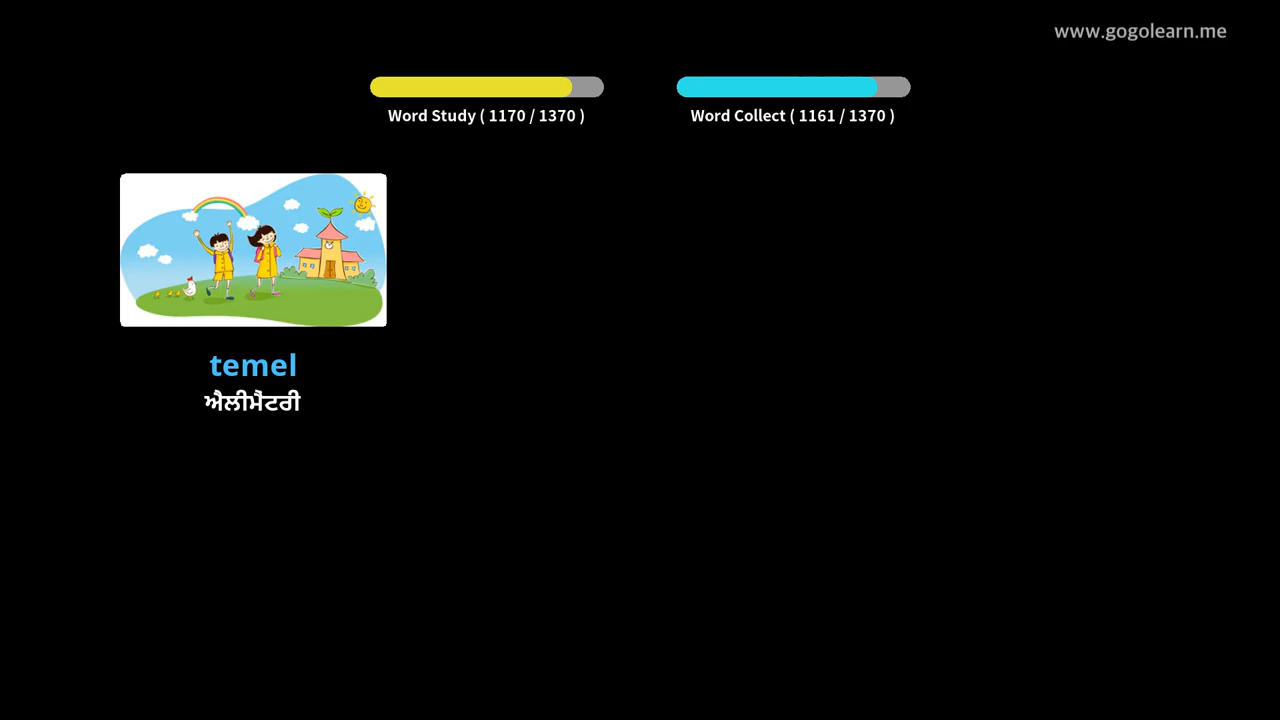 www.gogolearn.me
Word Study ( 1170 / 1370 )
Word Collect ( 1161 / 1370 )
temel
ਐਲੀਮੈਂਟਰੀ